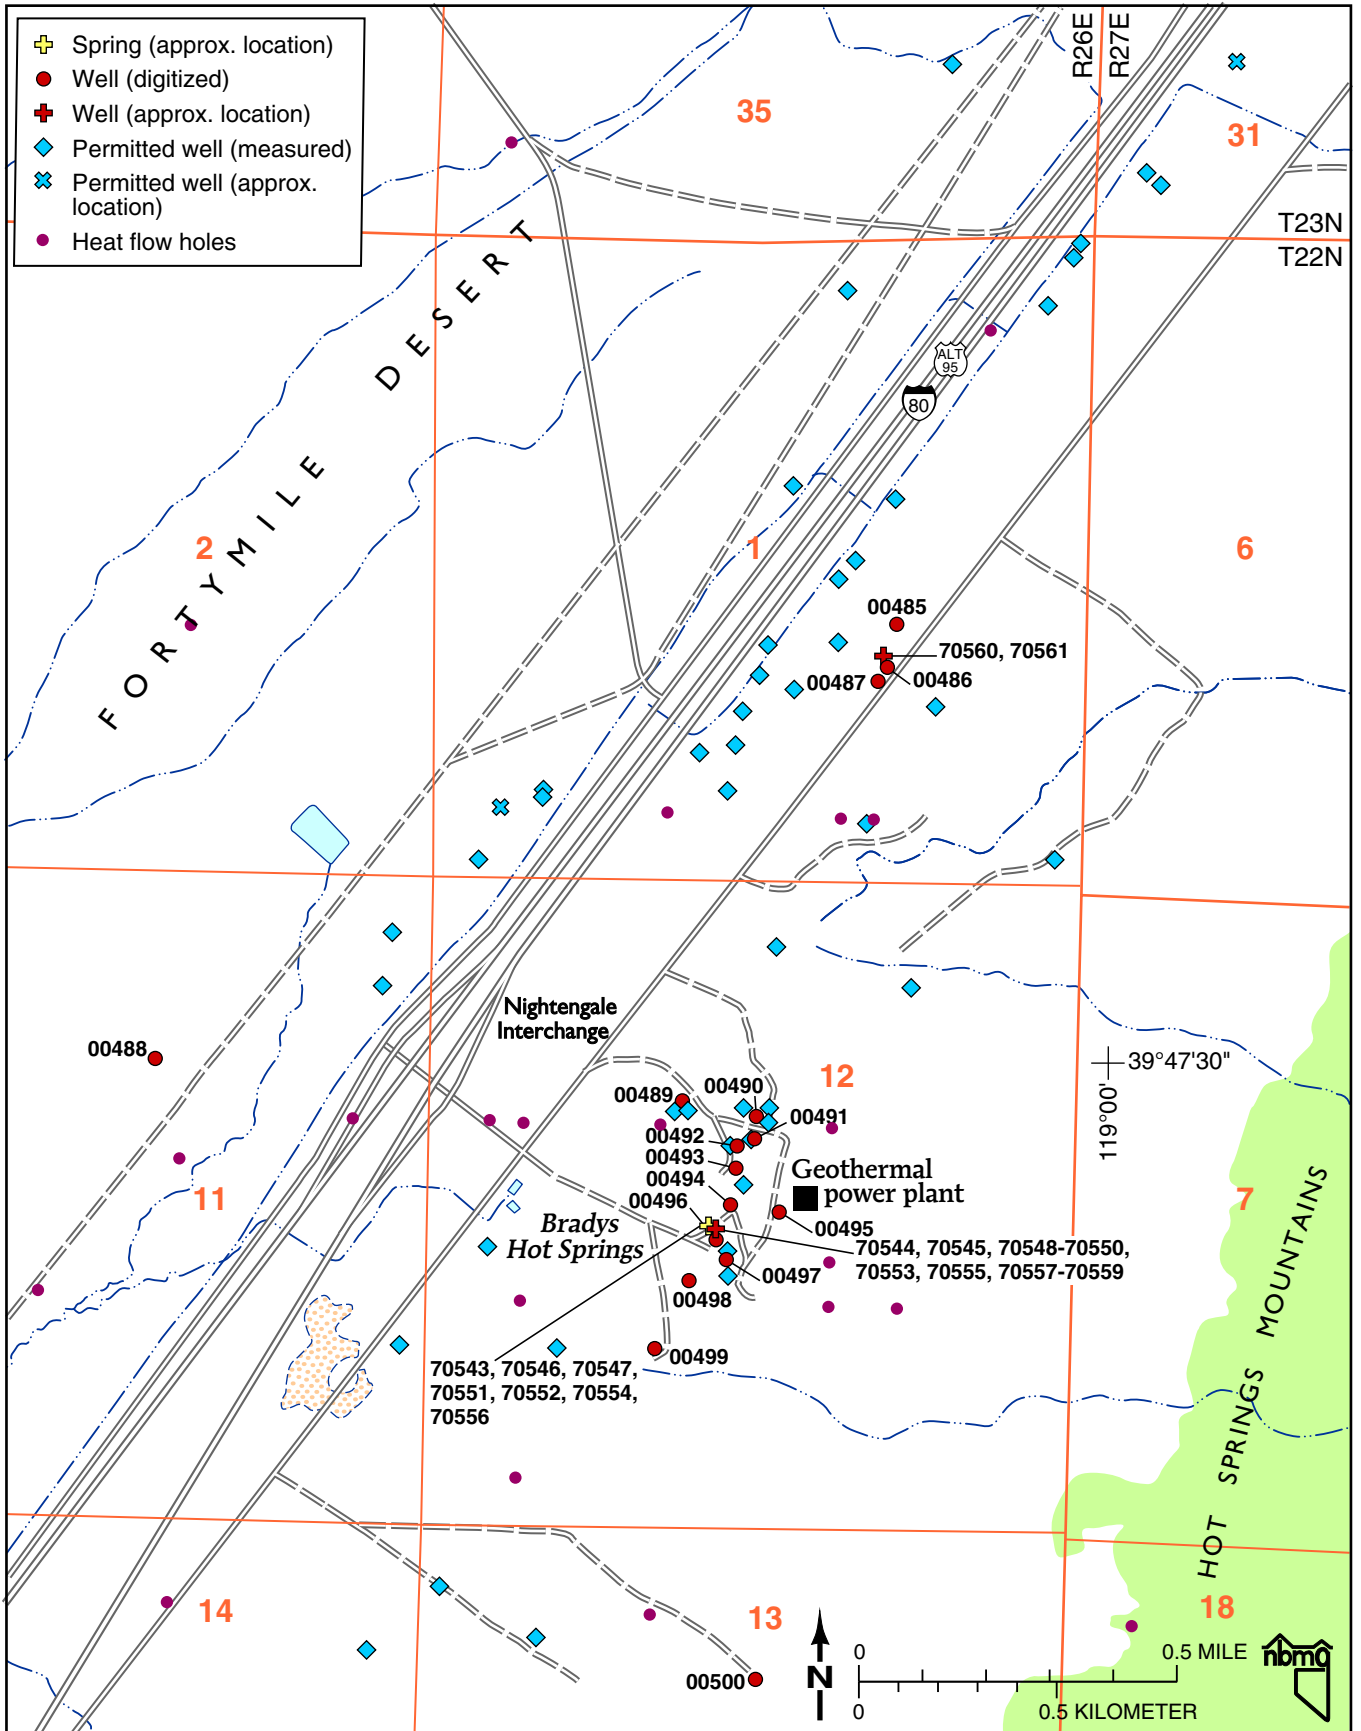 Spring (approx. location)
Well (digitized)
Well (approx. location)
Permitted well (measured)
Permitted well (approx.
location)
Heat flow holes
R26E
R27E
35
31
T23N
T22N
FORTYMILE DESERT
ALT
95
80
2
1
6
00485
70560, 70561
00486
00487
Nightengale
Interchange
00488
39°47'30"
119°00'
12
00489
00490
00491
00492
00493
00494
00496
Geothermal
power plant
11
7
Bradys
Hot Springs
00495
70544, 70545, 70548-70550,
70553, 70555, 70557-70559
00497
00498
00499
70543, 70546, 70547,
70551, 70552, 70554,
70556
HOT SPRINGS MOUNTAINS
14
13
18
00500
N
0
0.5 MILE
0
0.5 KILOMETER
nbmg